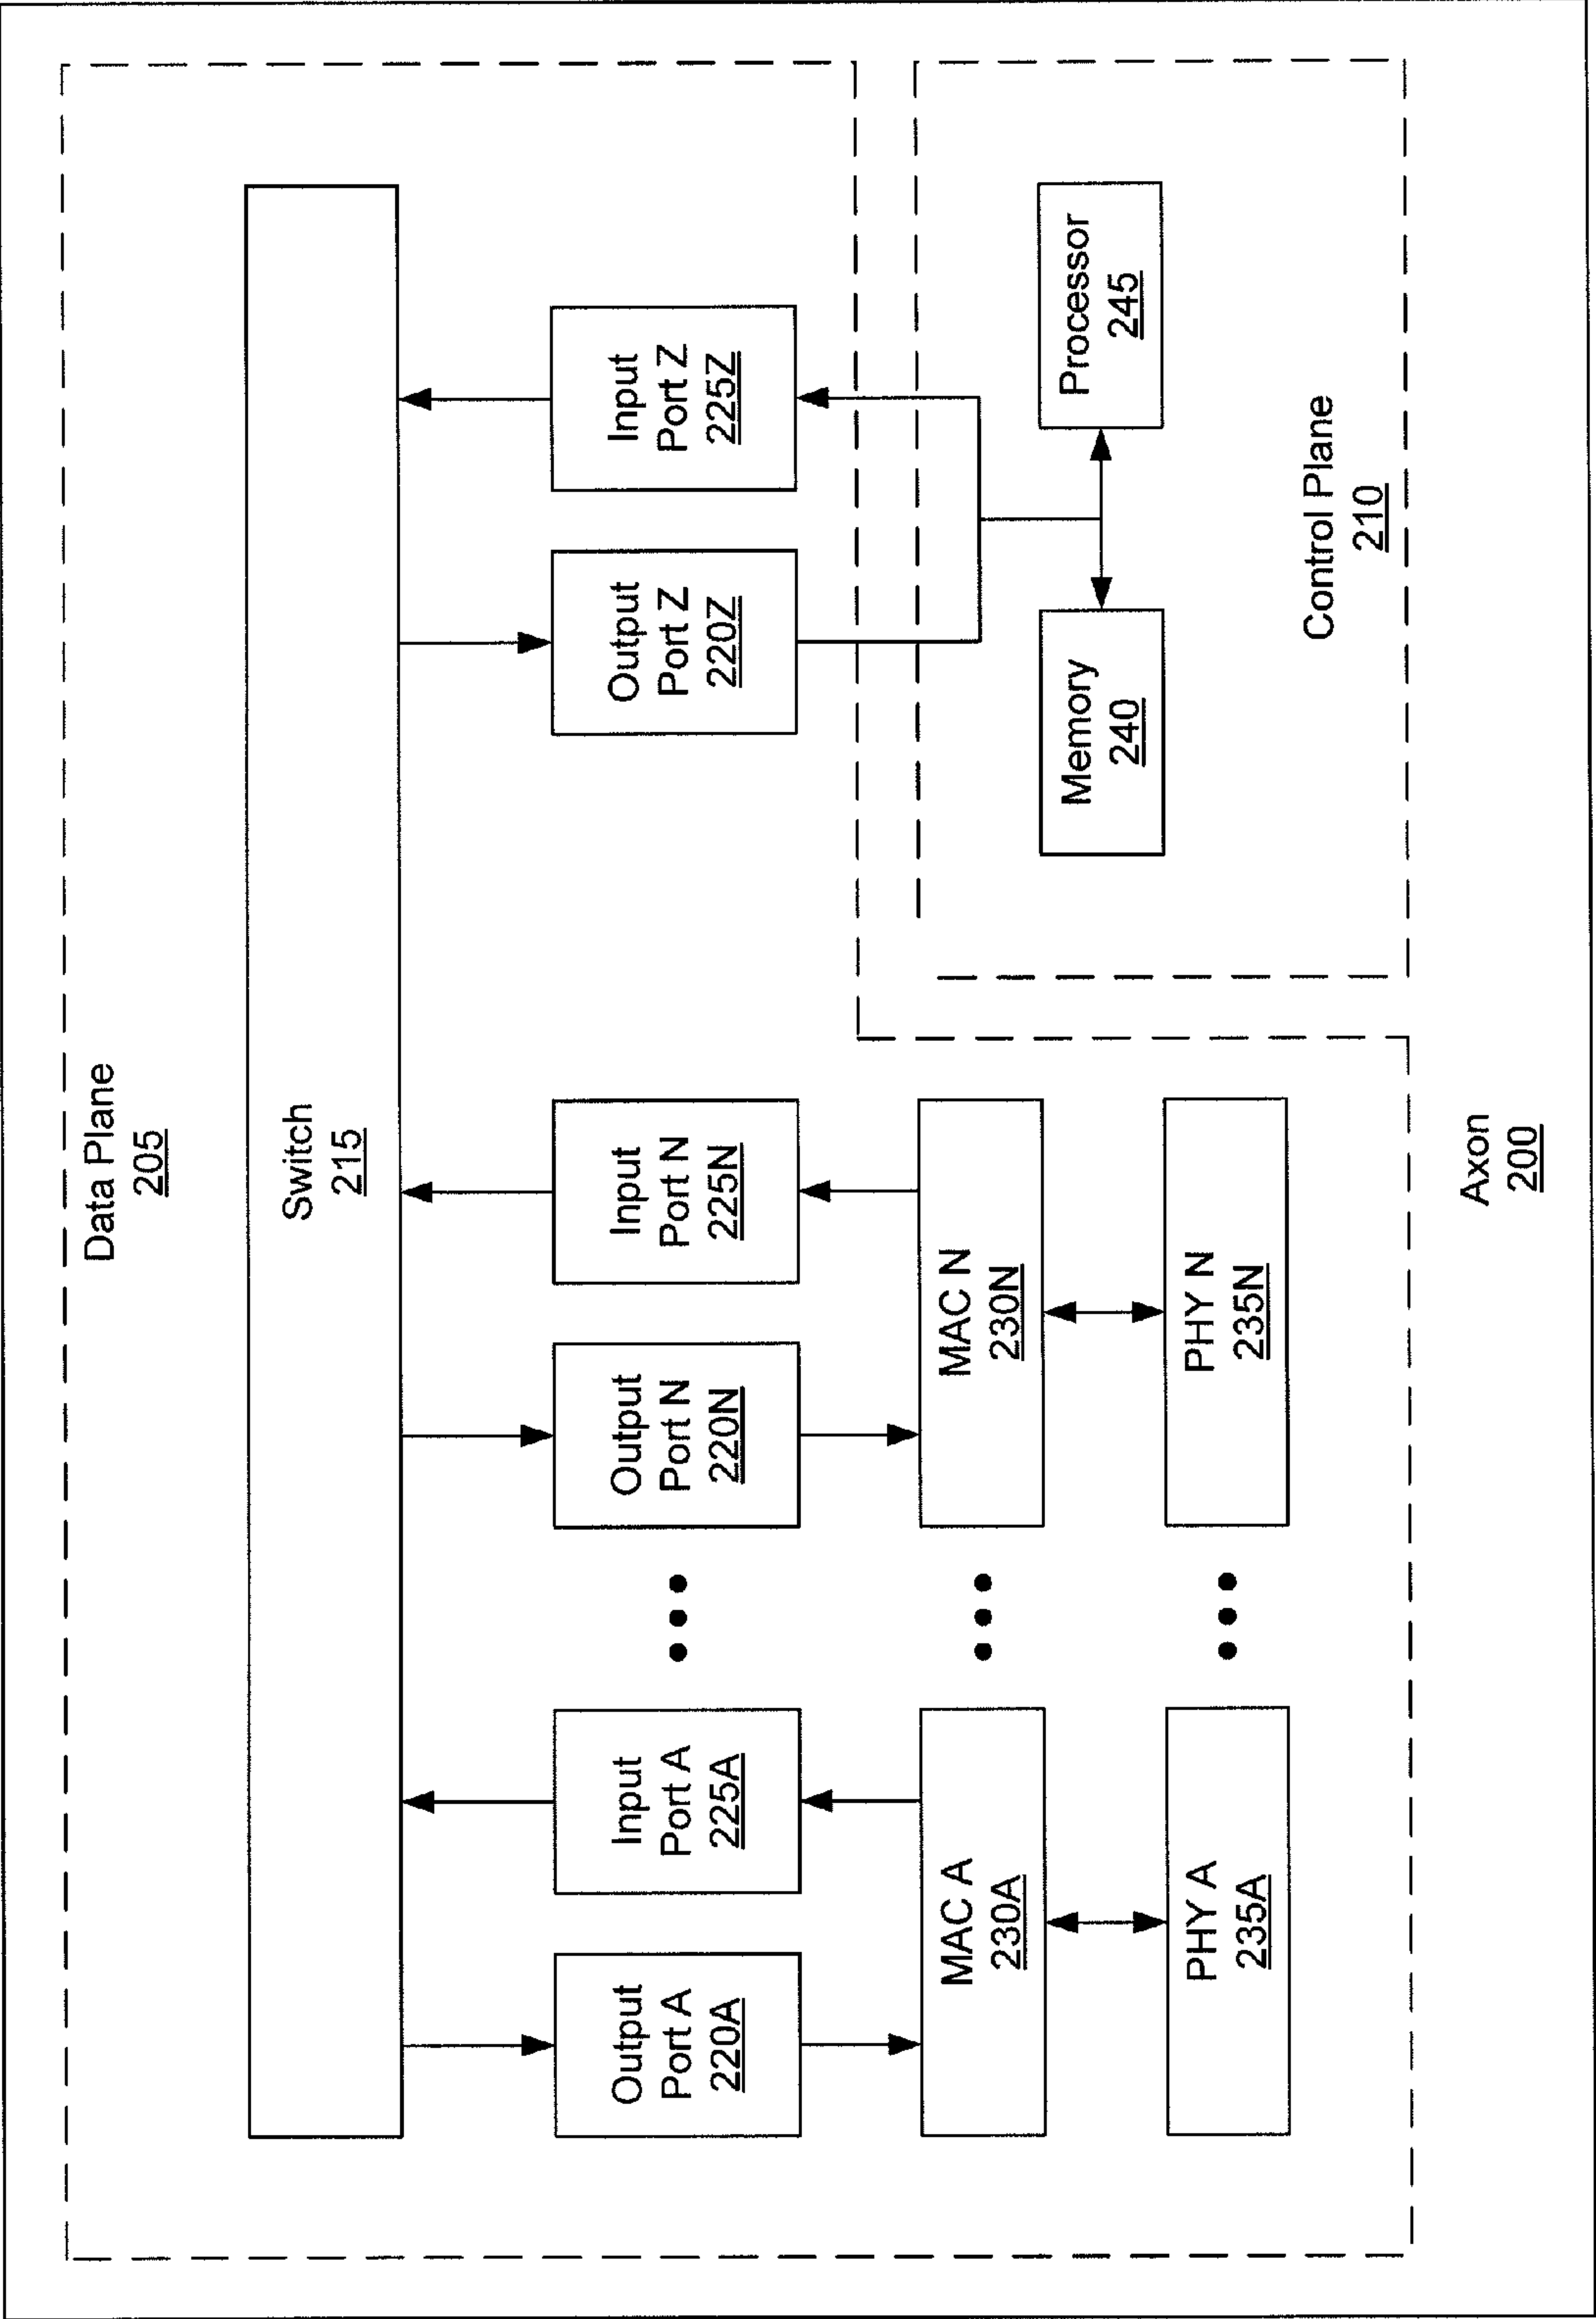 Data Plane
205
Switch
215
Output
Port A
220A
Input
Port A
225A
Output
Port N
220N
Input
Port N
225N
Output
Port Z
220Z
Input
Port Z
225Z
MAC A
230A
MAC N
230N
PHY A
235A
PHY N
235N
Memory
240
Processor
245
Control Plane
210
Axon
200